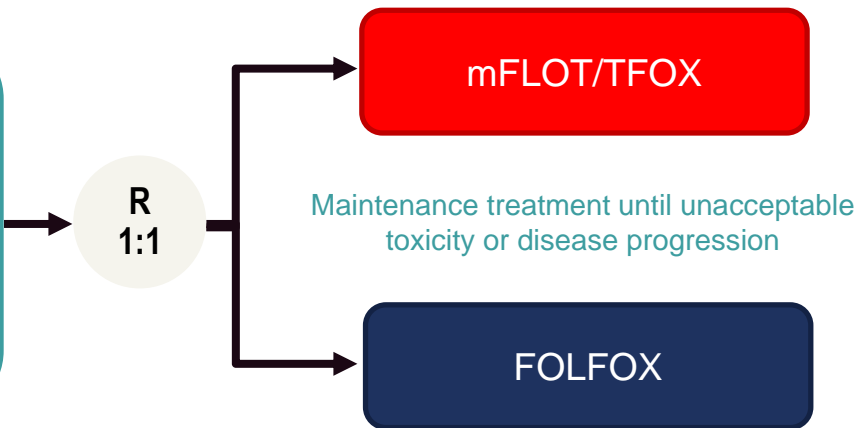 mFLOT/TFOX
R
1:1
Maintenance treatment until unacceptable
toxicity or disease progression
FOLFOX